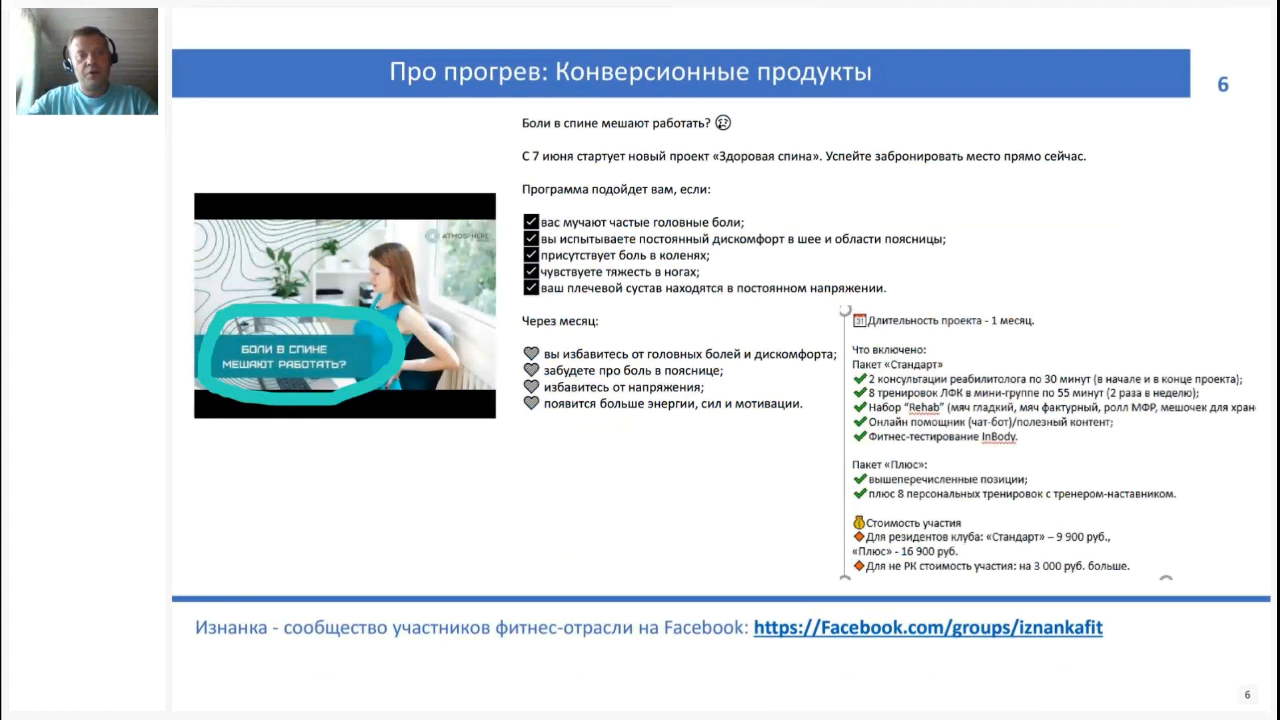 Про прогрев: Конверсионные продукты
6
Боли в спине мешают работать?
С 7 июня стартует новый проект «Здоровая спина». Успейте забронировать место прямо сейчас.
Программа подойдет вам, если:
вас мучают частые головные боли;
вы испытываете постоянный дискомфорт в шее и области поясницы;
присутствует боль в коленях;
чувствуете тяжесть в ногах;
ваш плечевой сустав находятся в постоянном напряжении.
ATMOSPHERE
БОЛИ В СПИНЕ
МЕШАЮТ РАБОТАТЬ?
Через месяц:
вы избавитесь от головных болей и дискомфорта;
забудете про боль в пояснице;
избавитесь от напряжения;
появится больше энергии, сил и мотивации.
31 Длительность проекта - 1 месяц.
Что включено:
Пакет «Стандарт»
2 консультации реабилитолога по 30 минут (в начале и в конце проекта);
8 тренировок ЛФК в мини-группе по 55 минут (2 раза в неделю);
Набор “Rehab” (мяч гладкий, мяч фактурный, ролл МФР, мешочек для хран
Онлайн помощник (чат-бот)/полезный контент;
Фитнес-тестирование InBody.
Пакет «Плюс»:
вышеперечисленные позиции;
плюс 8 персональных тренировок с тренером-наставником.
Стоимость участия
Для резидентов клуба: «Стандарт» – 9 900 руб.,
«Плюс» - 16 900 руб.
Для не РК стоимость участия: на 3 000 руб. больше.
Изнанка - сообщество участников фитнес-отрасли на Facebook: https://Facebook.com/groups/iznankafit
6